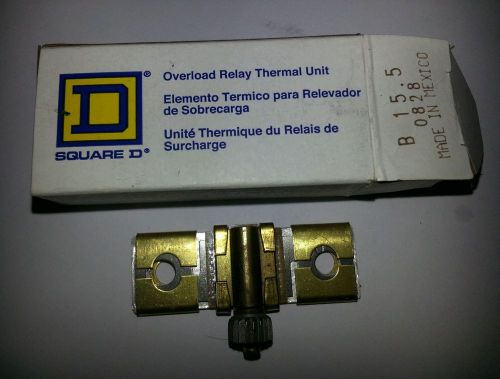 D®
SQUARE D®
Overload Relay Thermal Unit
Elemento Termico para Relevador
de Sobrecarga
Unité Thermique du Relais de
Surcharge
B 15.5
0828
MADE IN MEXICO